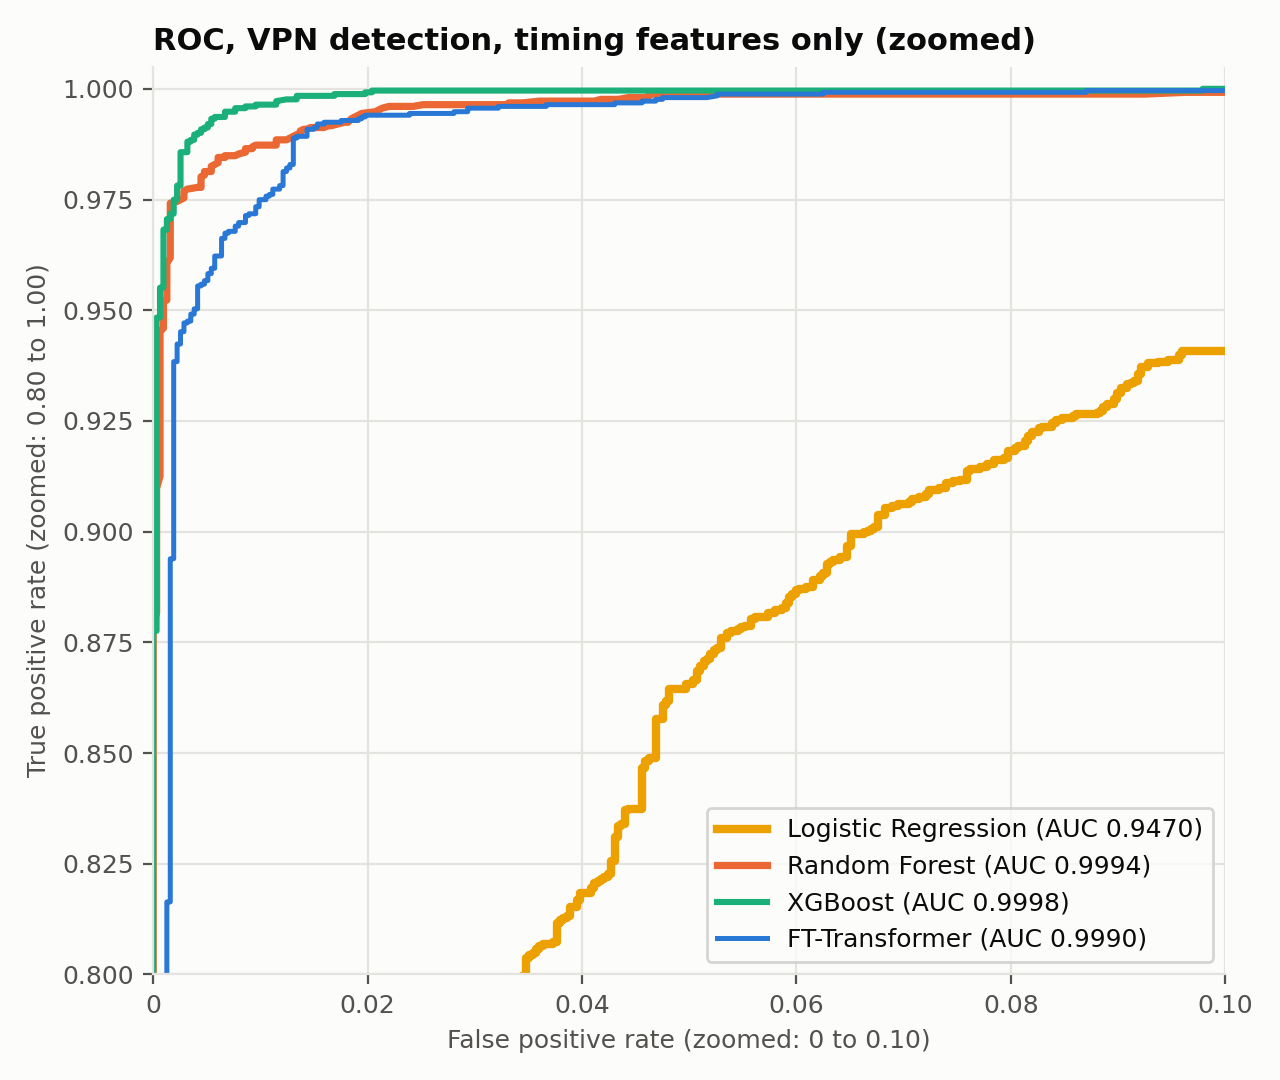 ROC, VPN detection, timing features only (zoomed)
True positive rate (zoomed: 0.80 to 1.00)
1.000
0.975
0.950
0.925
0.900
0.875
0.850
0.825
0.800
Logistic Regression (AUC 0.9470)
Random Forest (AUC 0.9994)
XGBoost (AUC 0.9998)
FT-Transformer (AUC 0.9990)
0 0.02 0.04 0.06 0.08 0.10
False positive rate (zoomed: 0 to 0.10)